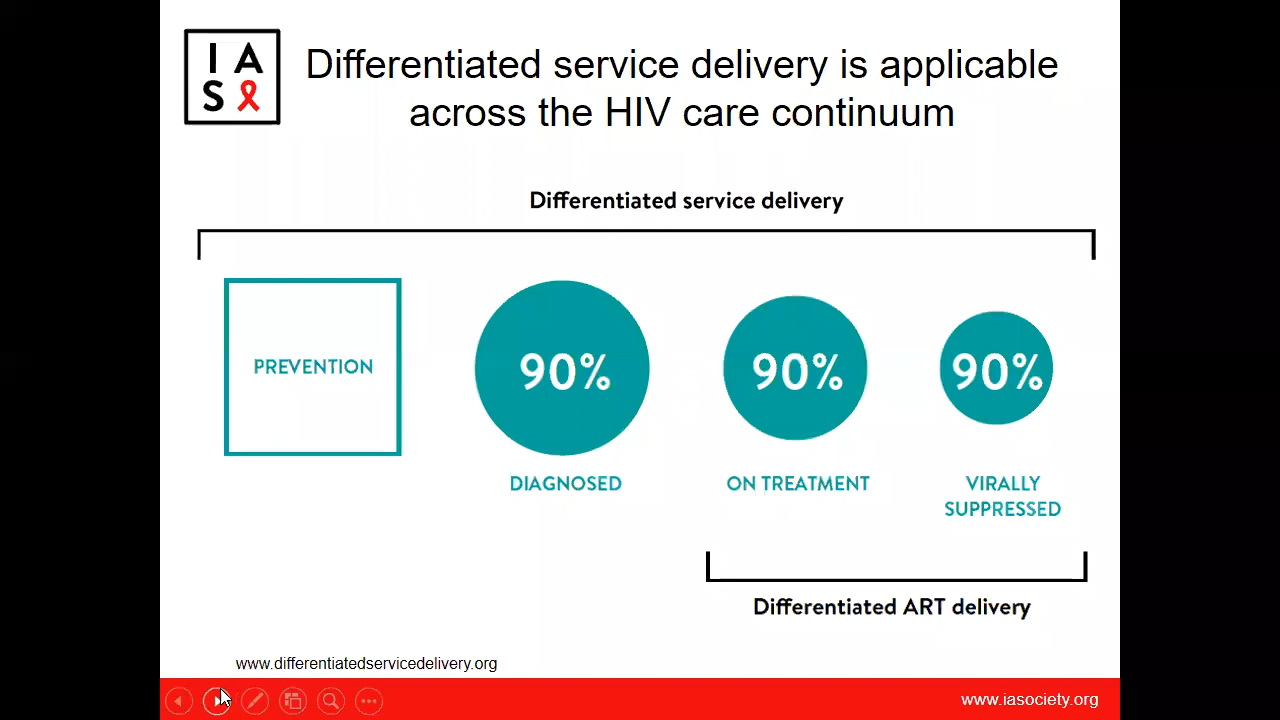 I A
S
Differentiated service delivery is applicable
across the HIV care continuum
Differentiated service delivery
PREVENTION
90%
90%
90%
DIAGNOSED
ON TREATMENT
VIRALLY
SUPPRESSED
Differentiated ART delivery
www.differentiatedservicedelivery.org
www.iasociety.org